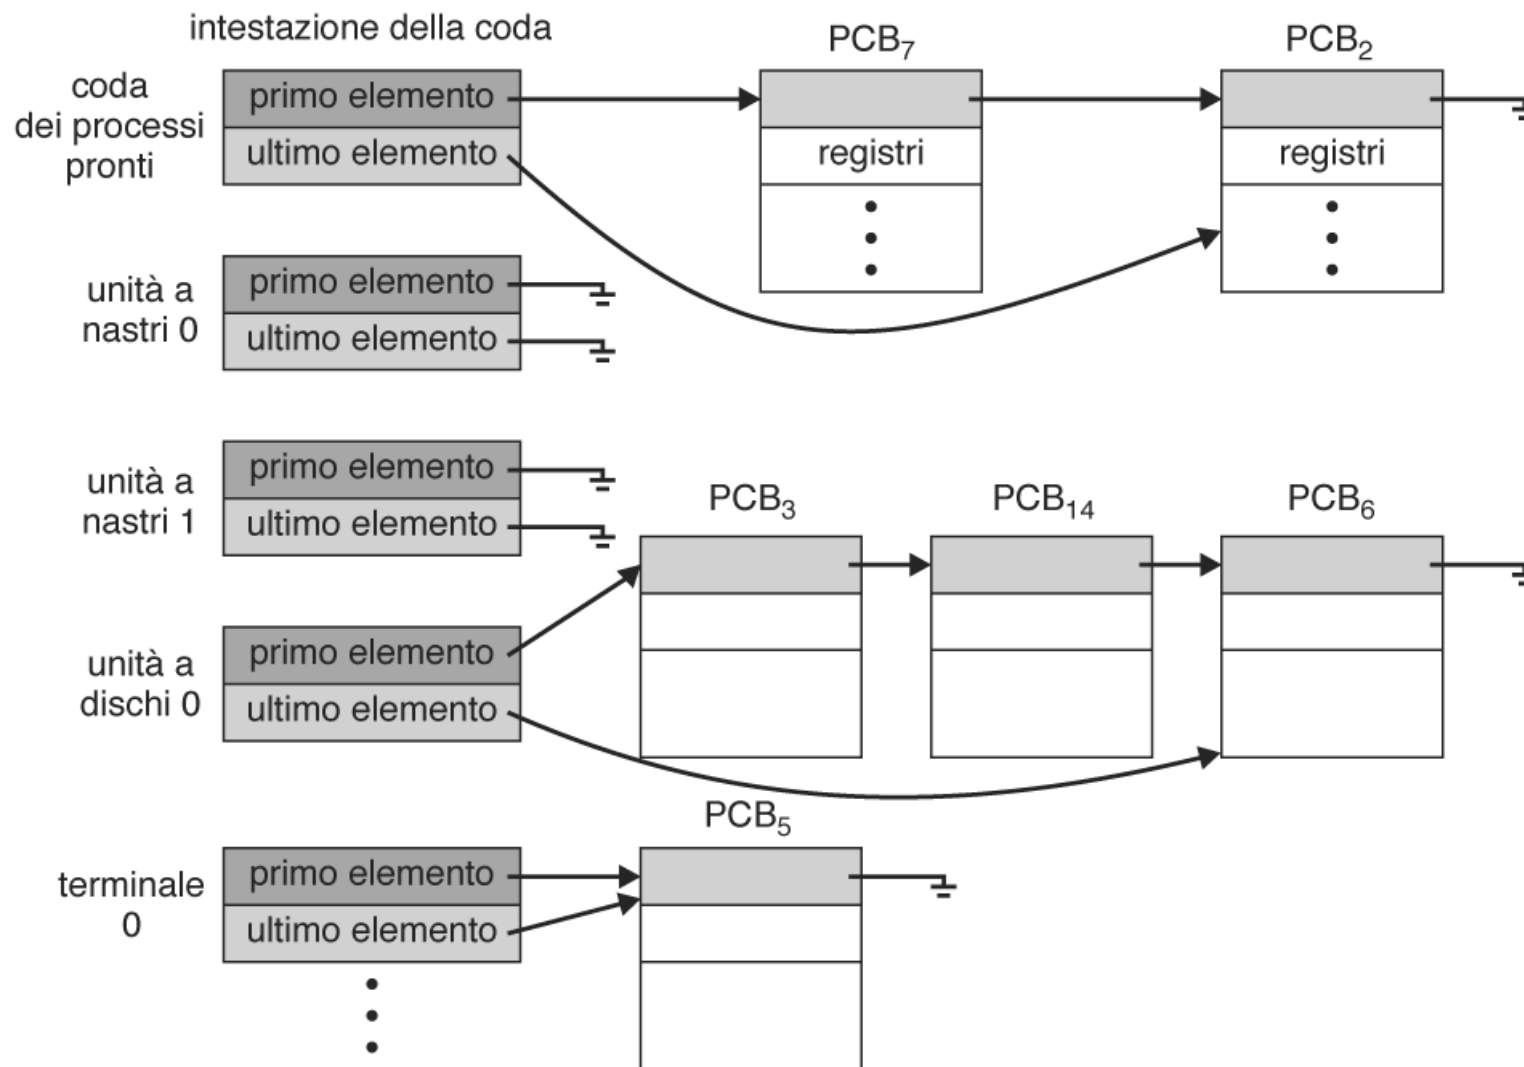 intestazione della coda
PCB7
PCB2
coda
dei processi
pronti
primo elemento
ultimo elemento
registri
registri
unità a
nastri 0
primo elemento
ultimo elemento
unità a
nastri 1
primo elemento
ultimo elemento
PCB3
PCB14
PCB6
unità a
dischi 0
primo elemento
ultimo elemento
PCB5
terminale
0
primo elemento
ultimo elemento